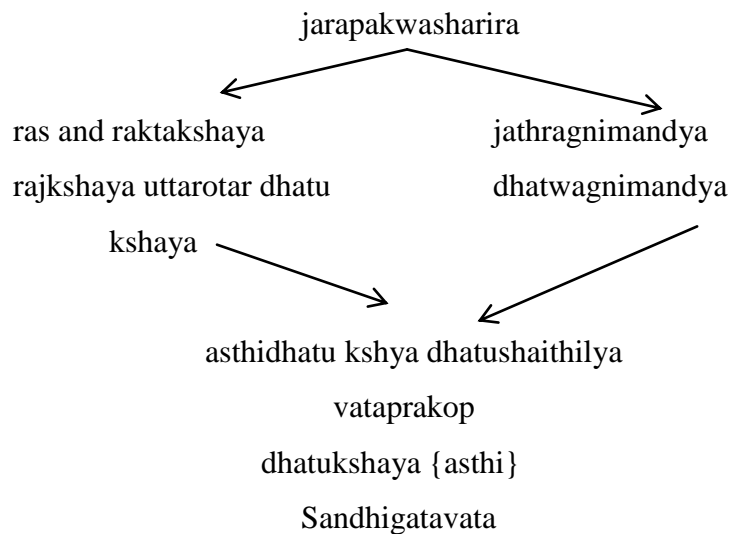 jarapakwasharira
ras and raktakshaya
rajkshaya uttarotar dhatu
kshaya
jathragnimandya
dhatwagnimandya
asthidhatu kshya dhatushaithilya
vataprakop
dhatukshaya {asthi}
Sandhigatavata